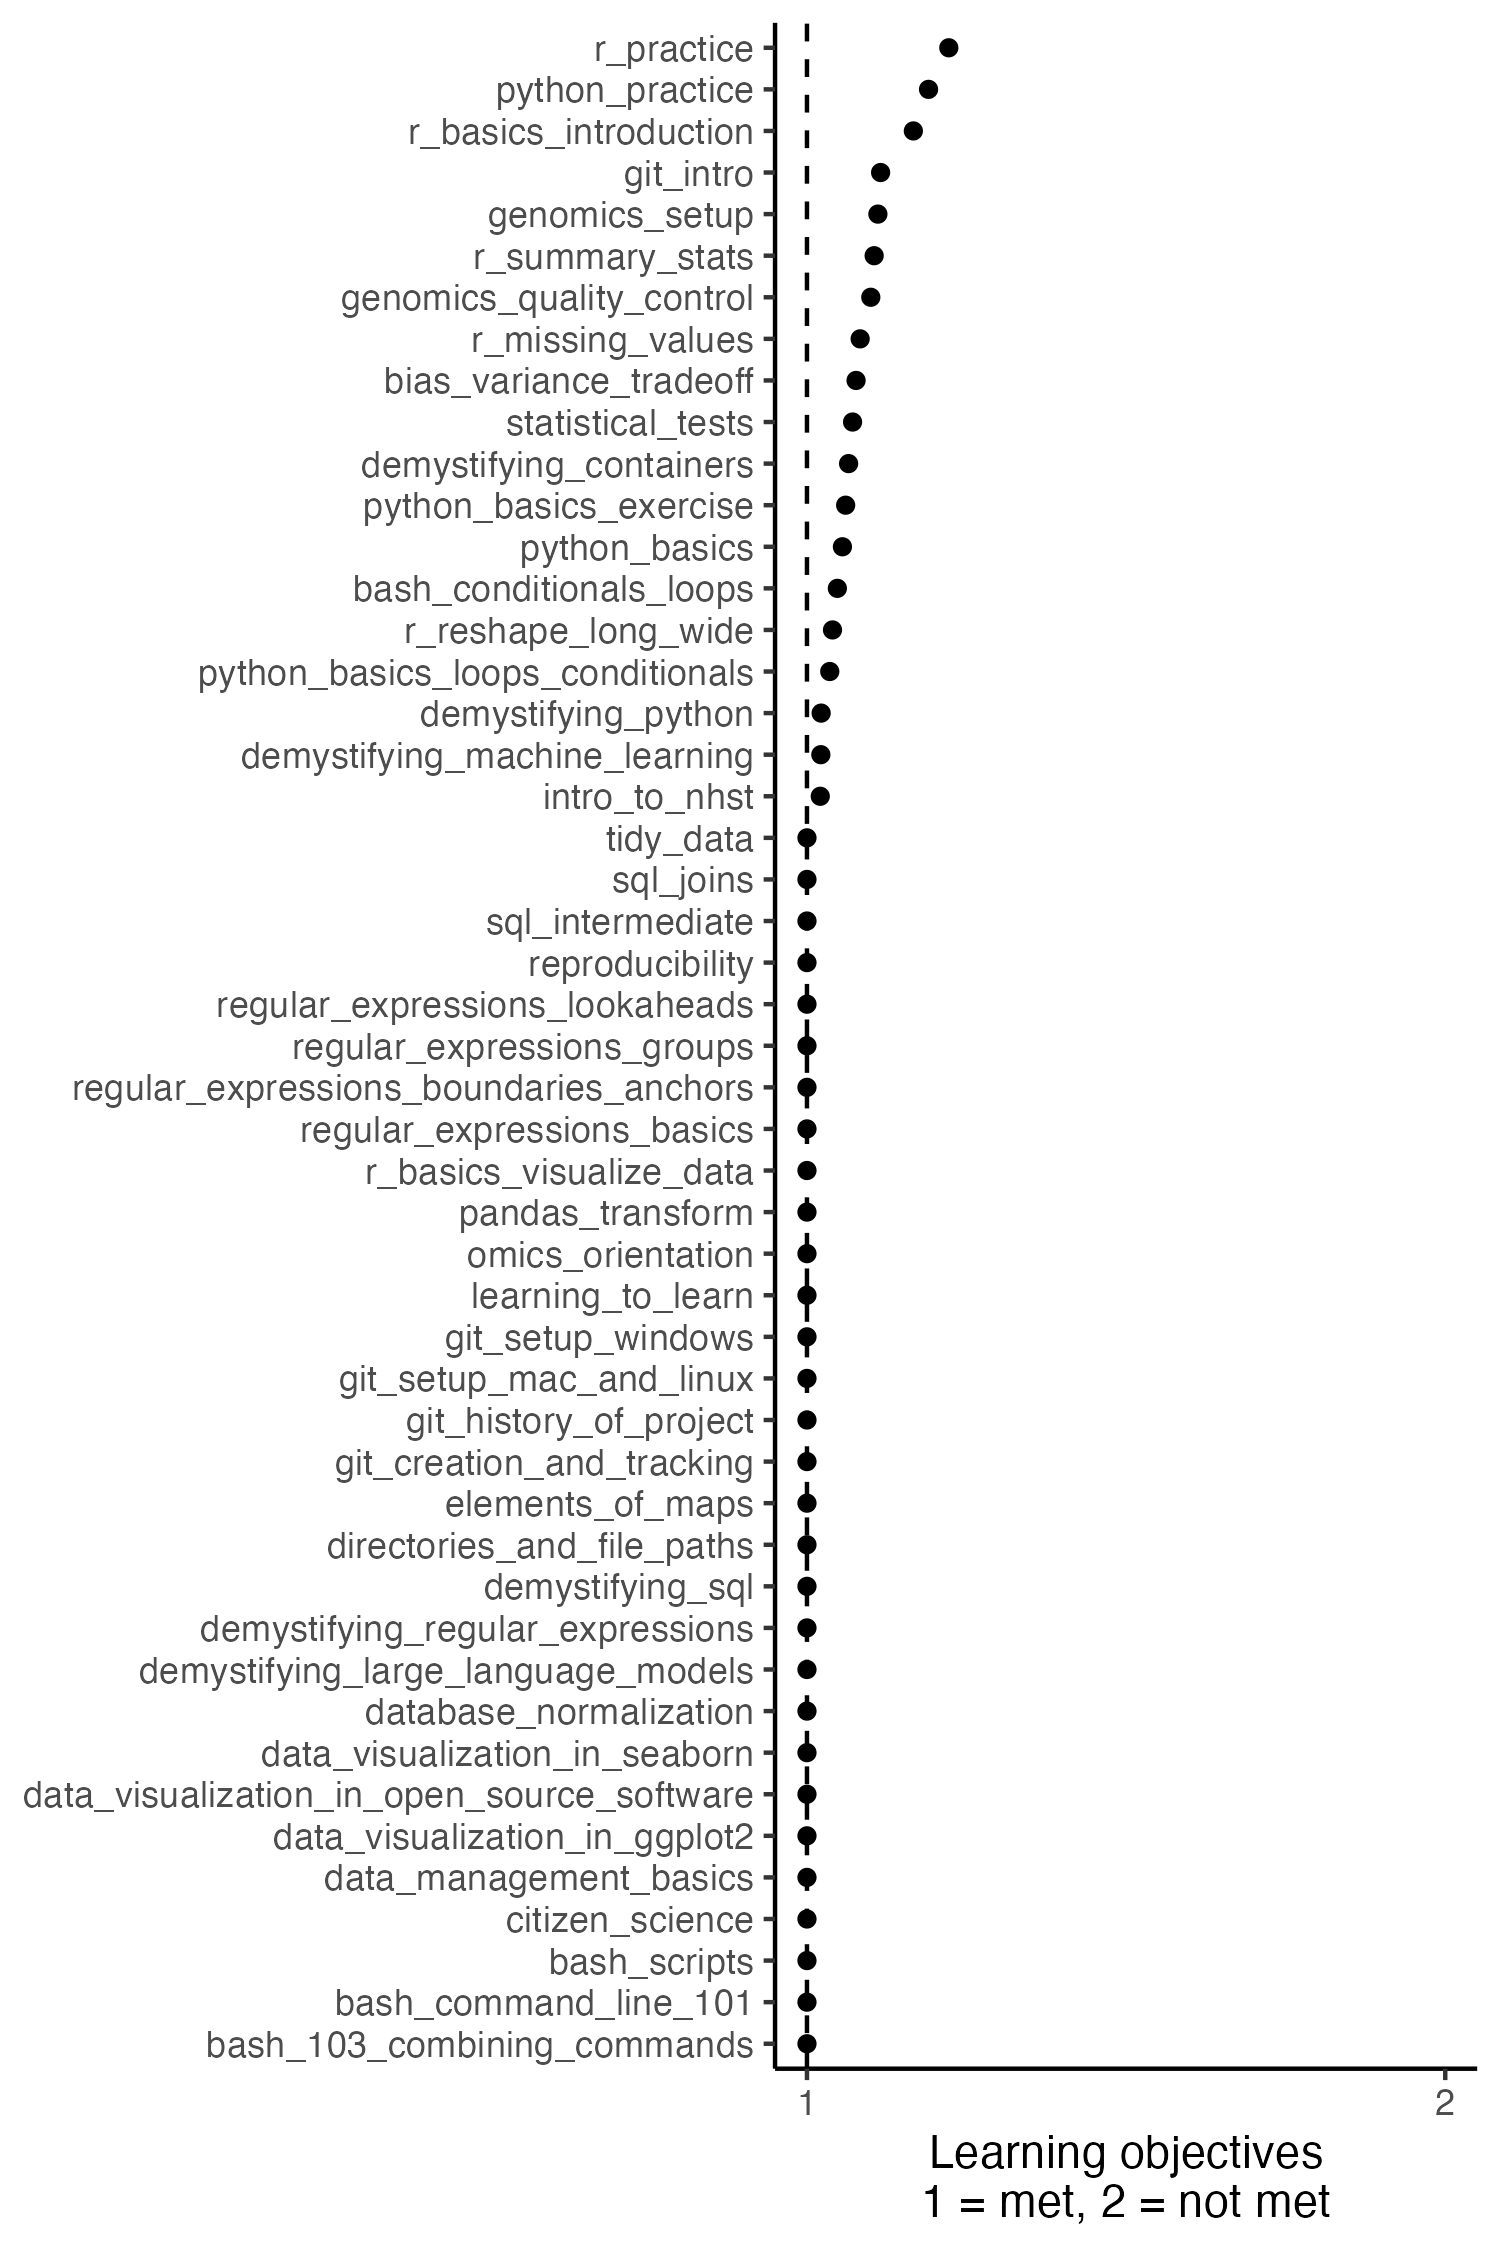 r_practice
python_practice
r_basics_introduction
git_intro
genomics_setup
r_summary_stats
genomics_quality_control
r_missing_values
bias_variance_tradeoff
statistical_tests
demystifying_containers
python_basics_exercise
python_basics
bash_conditionals_loops
r_reshape_long_wide
python_basics_loops_conditionals
demystifying_python
demystifying_machine_learning
intro_to_nhst
tidy_data
sql_joins
sql_intermediate
reproducibility
regular_expressions_lookaheads
regular_expressions_groups
regular_expressions_boundaries_anchors
regular_expressions_basics
r_basics_visualize_data
pandas_transform
omics_orientation
learning_to_learn
git_setup_windows
git_setup_mac_and_linux
git_history_of_project
git_creation_and_tracking
elements_of_maps
directories_and_file_paths
demystifying_sql
demystifying_regular_expressions
demystifying_large_language_models
database_normalization
data_visualization_in_seaborn
data_visualization_in_open_source_software
data_visualization_in_ggplot2
data_management_basics
citizen_science
bash_scripts
bash_command_line_101
bash_103_combining_commands
1 2
Learning objectives
1 = met, 2 = not met